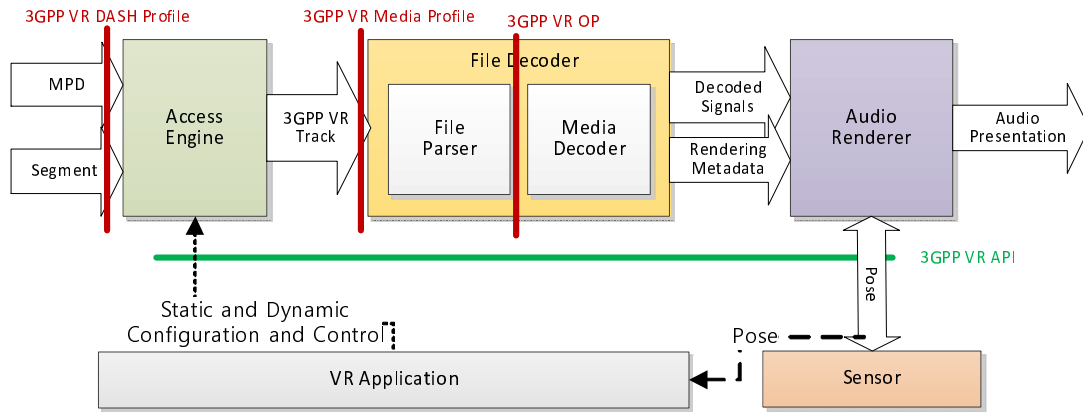 3GPP VR DASH Profile
3GPP VR Media Profile
3GPP VR OP
MPD
Segment
Access
Engine
3GPP VR
Track
File Decoder
File
Parser
Media
Decoder
Decoded
Signals
Rendering
Metadata
Audio
Renderer
Audio
Presentation
3GPP VR API
Pose
Static and Dynamic
Configuration and Control
Pose
VR Application
Sensor